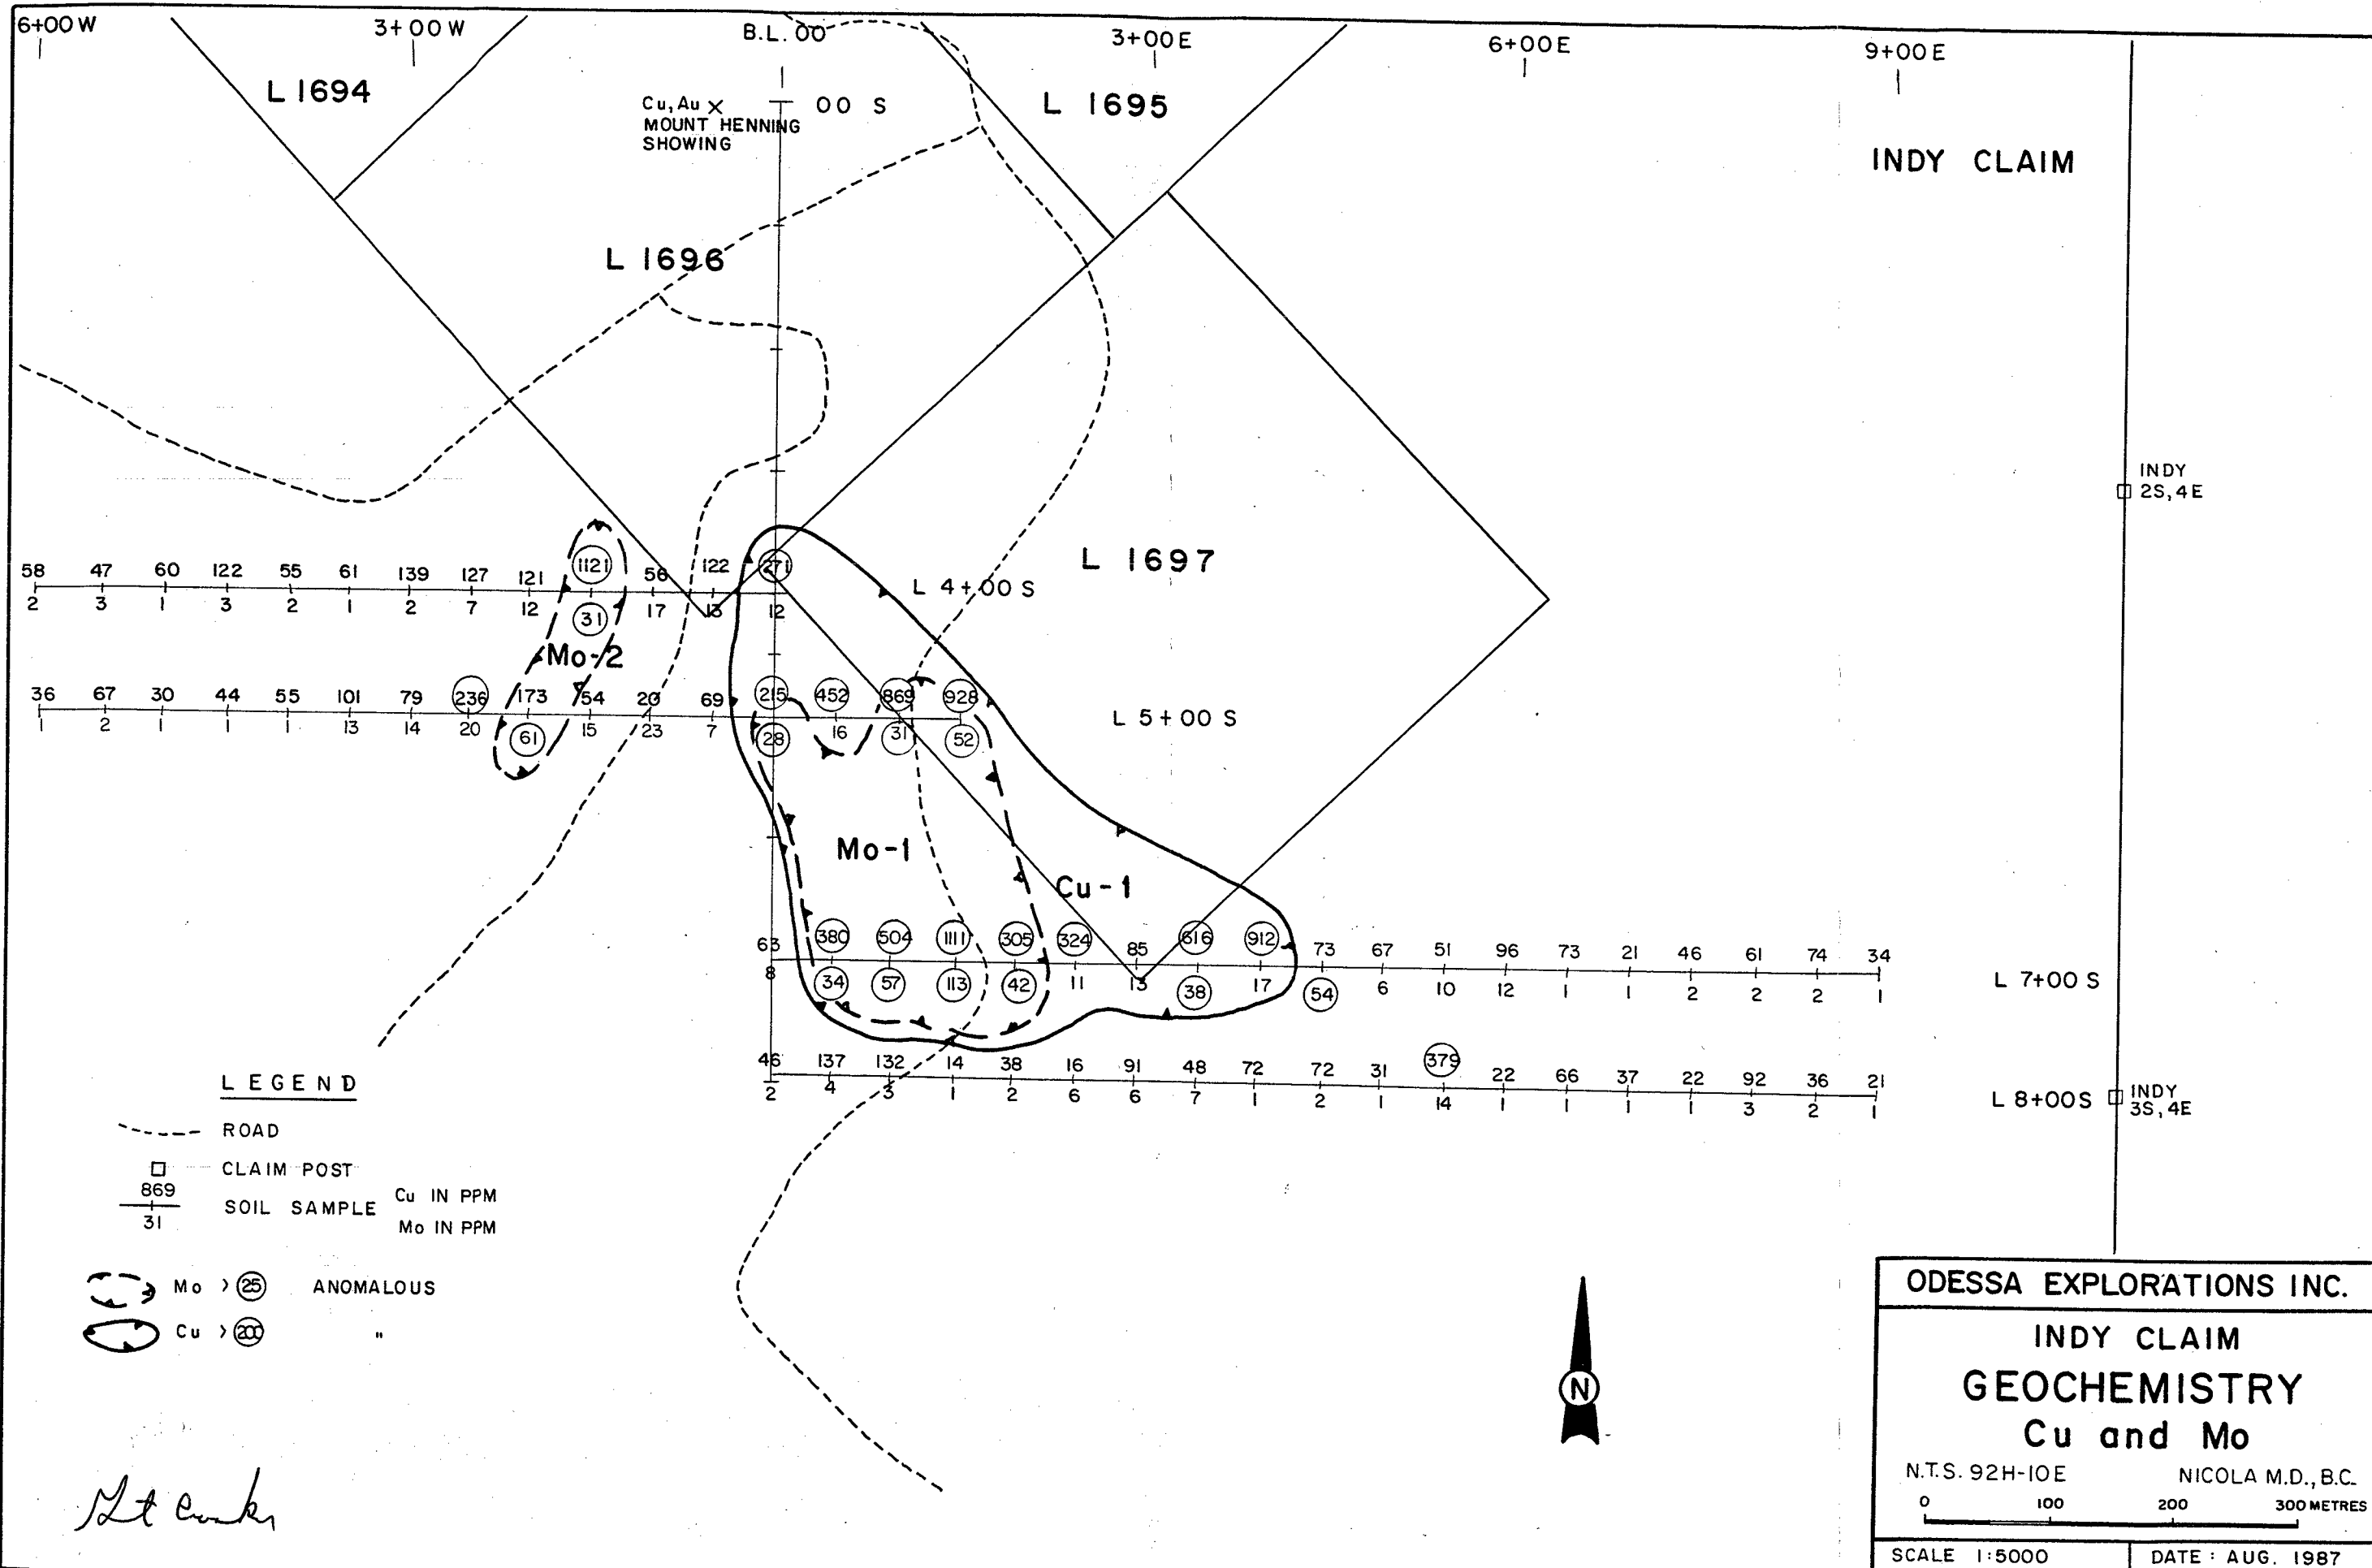 6+00 W 3+00 W B.L. 00 3+00 E 6+00 E 9+00 E
L 1694
Cu, Au X 00 S
MOUNT HENNING
SHOWING
L 1695
INDY CLAIM
L 1696
INDY
2S, 4E
L 1697
58 47 60 122 55 61 139 127 121 1121 56 122 271
L 4+00 S
2 3 1 3 2 1 2 7 12 31 17 13 12
Mo-2
36 67 30 44 55 101 79 236 173 54 20 69 215 452 869 928
L 5+00 S
1 2 1 1 1 13 14 20 61 15 23 7 28 16 31 52
Mo-1
Cu-1
63 380 504 1111 305 324 85 616 912 73 67 51 96 73 21 46 61 74 34
L 7+00 S
8 34 57 113 42 11 13 38 17 54 6 10 12 1 1 2 2 2 1
46 137 132 14 38 16 91 48 72 72 31 379 22 66 37 22 92 36 21
L 8+00 S
2 4 3 1 2 6 6 7 1 2 1 14 1 1 1 1 3 2 1
INDY
3S, 4E
LEGEND
ROAD
CLAIM POST
869
31
SOIL SAMPLE
Cu IN PPM
Mo IN PPM
Mo > 25 ANOMALOUS
Cu > 200 "
N
ODESSA EXPLORATIONS INC.
INDY CLAIM
GEOCHEMISTRY
Cu and Mo
N.T.S. 92H-10E NICOLA M.D., B.C.
0 100 200 300 METRES
SCALE 1:5000 DATE : AUG. 1987